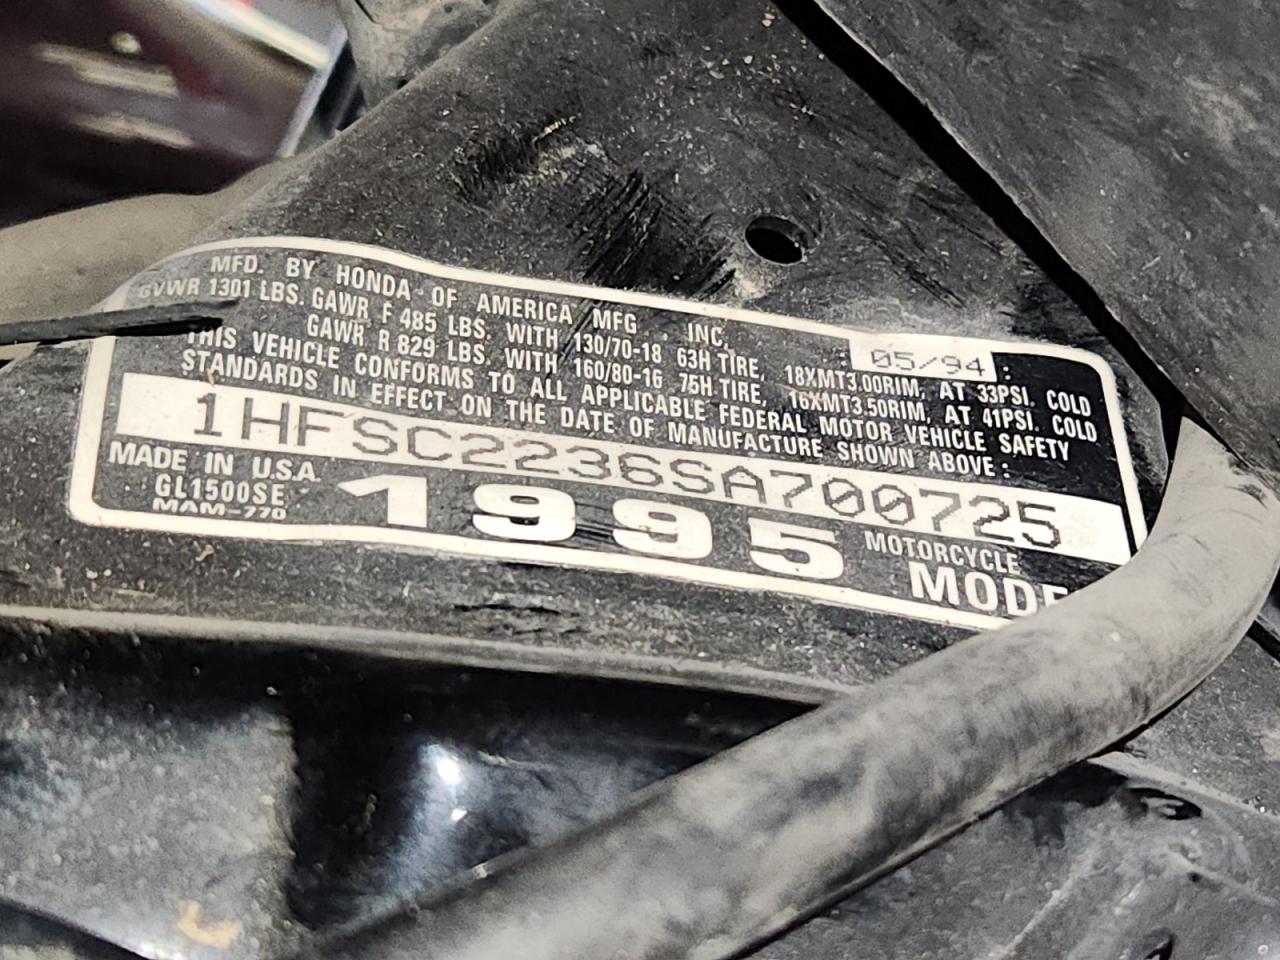 MFD. BY HONDA OF AMERICA MFG INC, 05/94 :
GVWR 1301 LBS. GAWR F 485 LBS. WITH 130/70-18 63H TIRE, 18XMT3.00RIM, AT 33PSI. COLD
GAWR R 829 LBS. WITH 160/80-16 75H TIRE, 16XMT3.50RIM, AT 41PSI. COLD
THIS VEHICLE CONFORMS TO ALL APPLICABLE FEDERAL MOTOR VEHICLE SAFETY
STANDARDS IN EFFECT ON THE DATE OF MANUFACTURE SHOWN ABOVE :
1HFSC2236SA700725
MADE IN U.S.A.
GL1500SE
MAM-770
1995
MOTORCYCLE
MODE